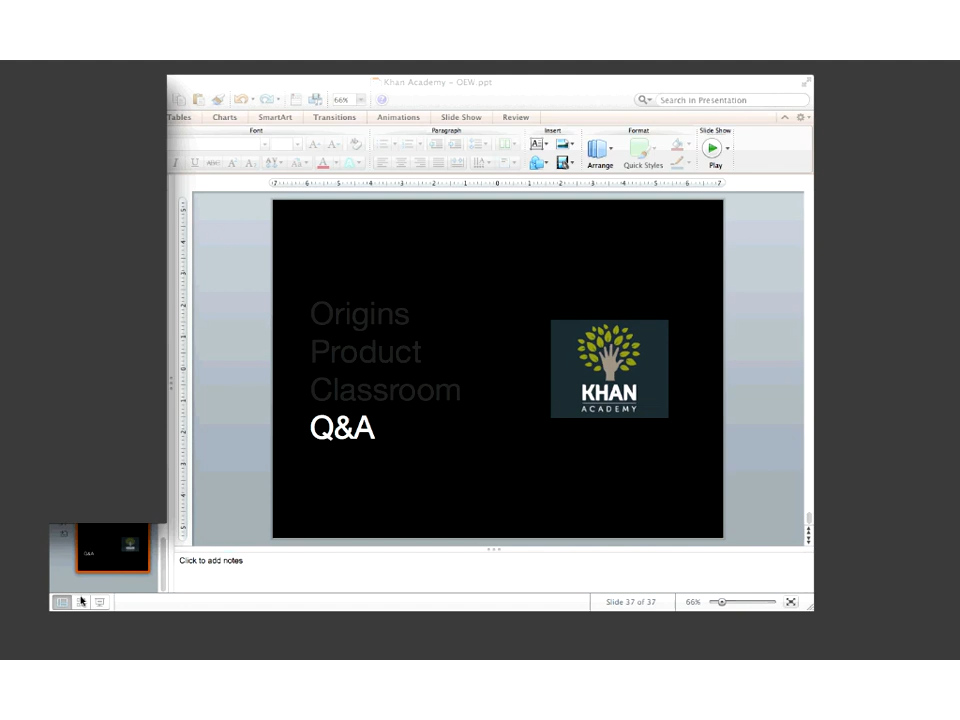 Khan Academy - OEW.ppt
66%
Search in Presentation
Tables Charts SmartArt Transitions Animations Slide Show Review
Font Paragraph Insert Format Slide Show
Arrange Quick Styles Play
Origins
Product
Classroom
Q&A
KHAN
ACADEMY
Q&A
Click to add notes
Slide 37 of 37 66%